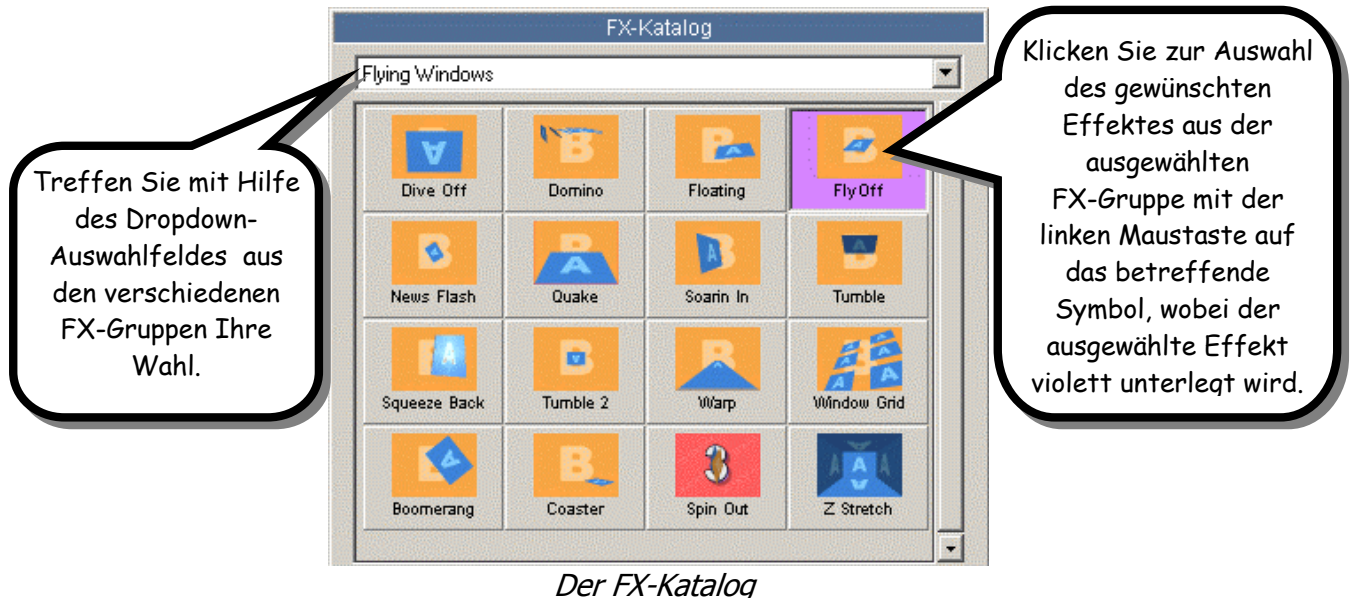 FX-Katalog
Flying Windows
Treffen Sie mit Hilfe
des Dropdown-
Auswahlfeldes aus
den verschiedenen
FX-Gruppen Ihre
Wahl.
Klicken Sie zur Auswahl
des gewünschten
Effektes aus der
ausgewählten
FX-Gruppe mit der
linken Maustaste auf
das betreffende
Symbol, wobei der
ausgewählte Effekt
violett unterlegt wird.
Dive Off Domino Floating Fly Off
News Flash Quake Soarin In Tumble
Squeeze Back Tumble 2 Warp Window Grid
Boomerang Coaster Spin Out Z Stretch
Der FX-Katalog